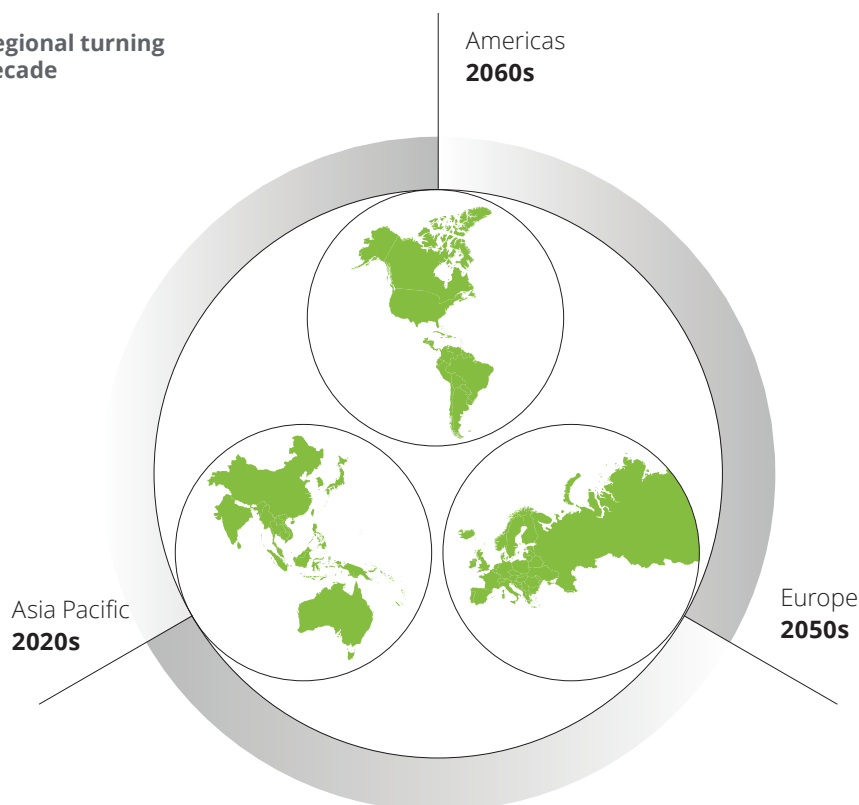 egional turning
ecade
Americas
2060s
Asia Pacific
2020s
Europe
2050s